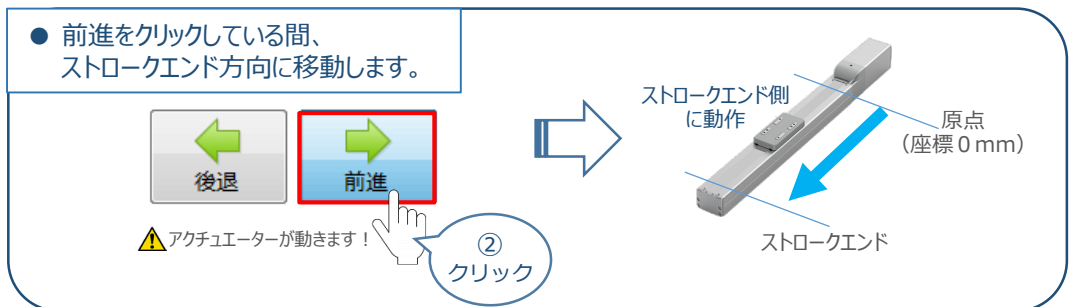 ● 前進をクリックしている間、
ストロークエンド方向に移動します。
後退
前進
アクチュエーターが動きます！
②
クリック
ストロークエンド側
に動作
原点
（座標０mm）
ストロークエンド